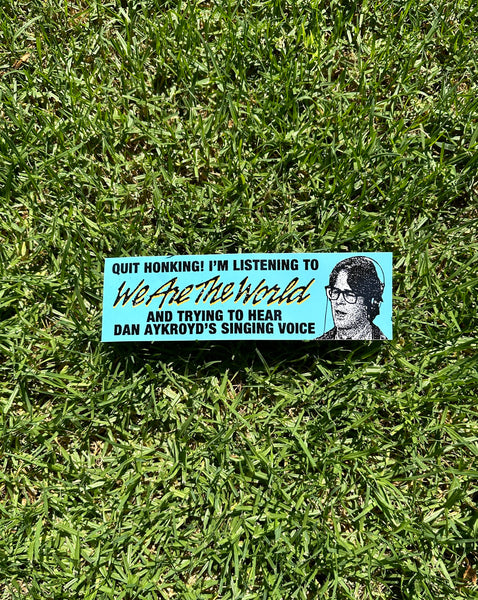 QUIT HONKING! I'M LISTENING TO
We Are The World
AND TRYING TO HEAR
DAN AYKROYD'S SINGING VOICE